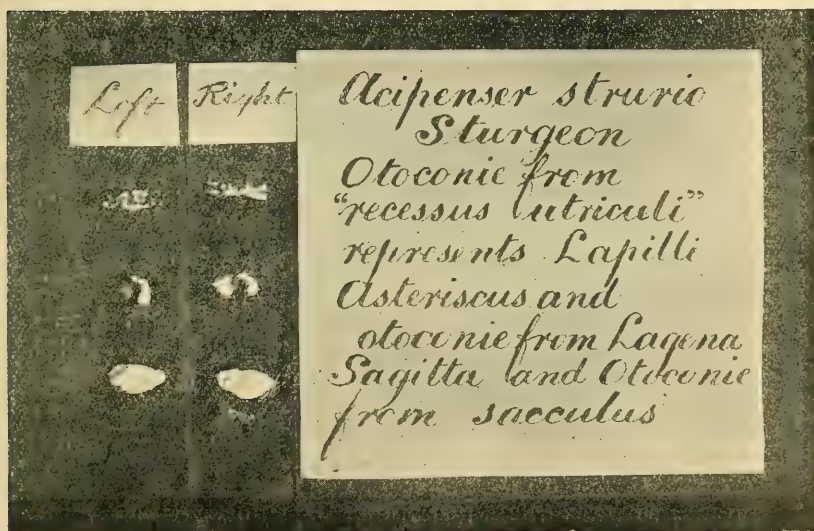 Left
Right
Acipenser strurio
Sturgeon
Otoconie from
"recessus utriculi"
represents Lapilli
Asteriscus and
otoconie from Lagena
Sagitta and Otoconie
from sacculus